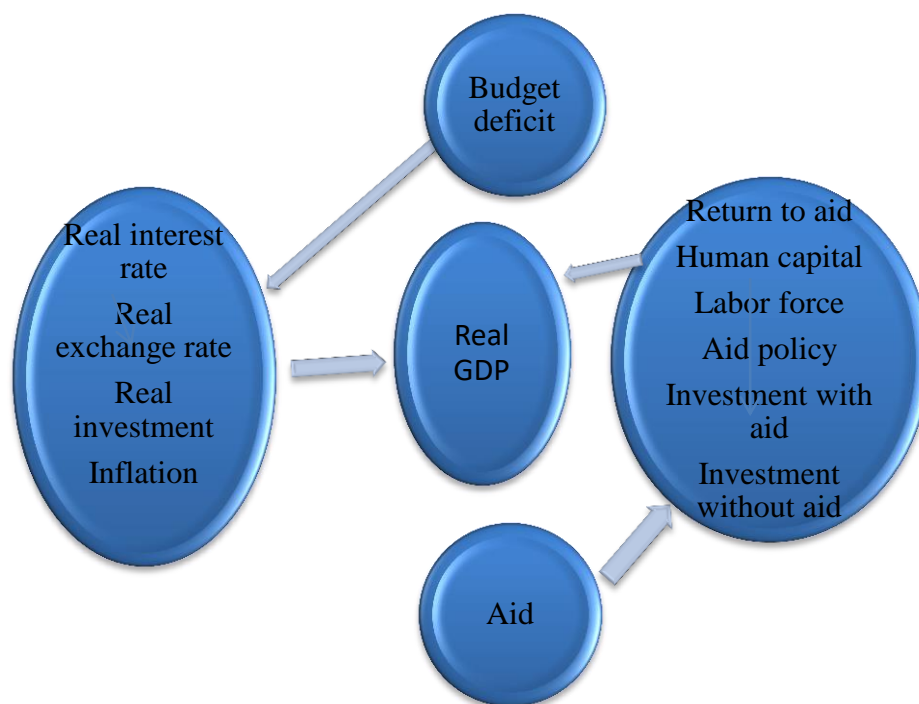 Budget
deficit
Real interest
rate
Real
exchange rate
Real
investment
Inflation
Real
GDP
Return to aid
Human capital
Labor force
Aid policy
Investment with
aid
Investment
without aid
Aid